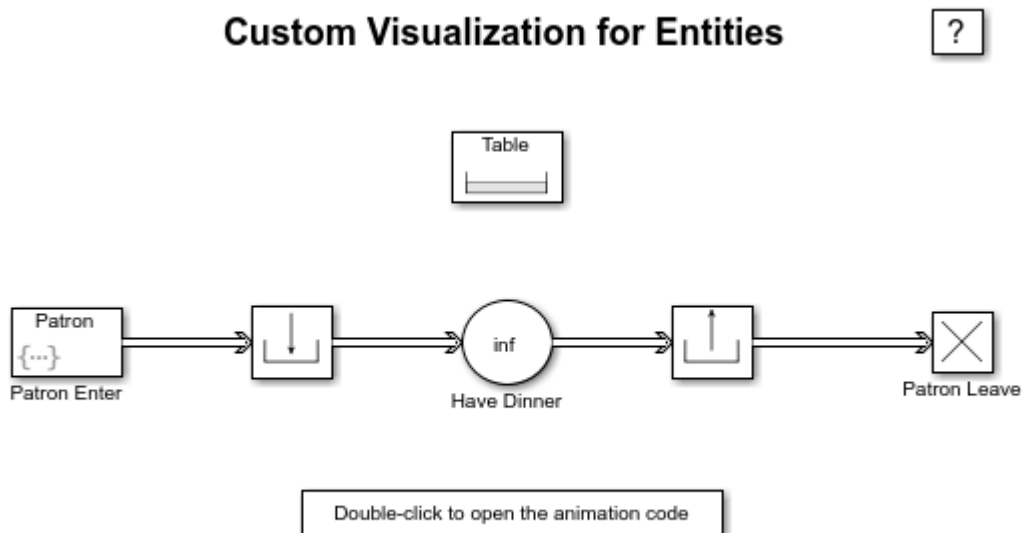 Custom Visualization for Entities
?
Table
Patron
{...}
Patron Enter
inf
Have Dinner
Patron Leave
Double-click to open the animation code